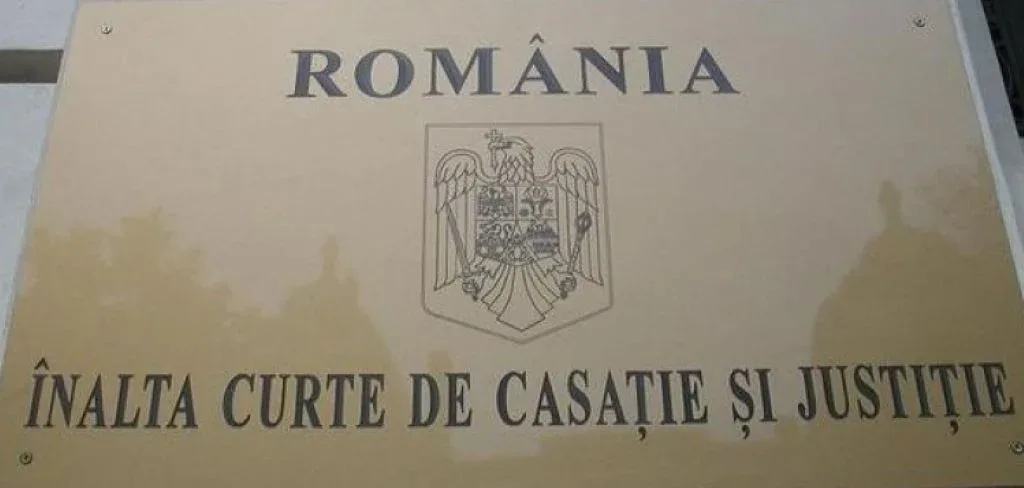 ROMÂNIA
ÎNALTA CURTE DE CASAȚIE ȘI JUSTIȚIE